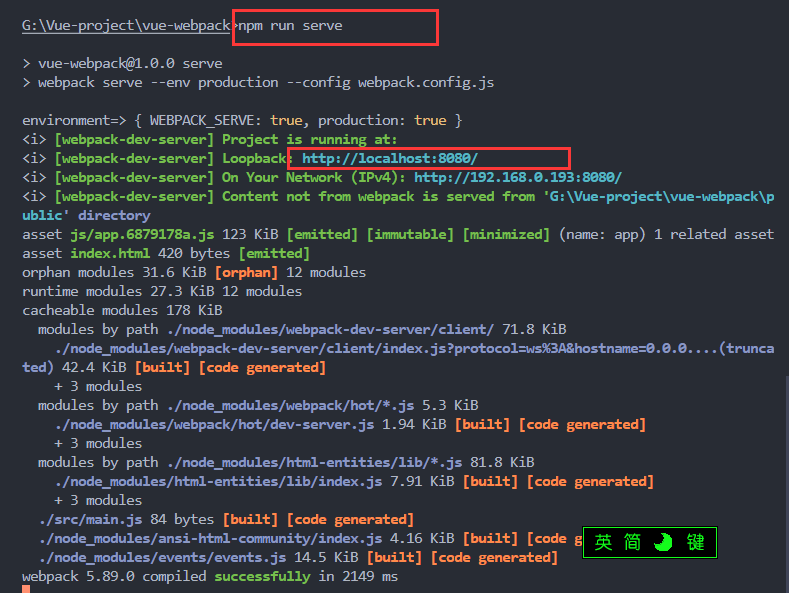 G:\Vue-project\vue-webpack>npm run serve
> vue-webpack@1.0.0 serve
> webpack serve --env production --config webpack.config.js
environment=> { WEBPACK_SERVE: true, production: true }
<i> [webpack-dev-server] Project is running at:
<i> [webpack-dev-server] Loopback: http://localhost:8080/
<i> [webpack-dev-server] On Your Network (IPv4): http://192.168.0.193:8080/
<i> [webpack-dev-server] Content not from webpack is served from 'G:\Vue-project\vue-webpack\p
ublic' directory
asset js/app.6879178a.js 123 KiB [emitted] [immutable] [minimized] (name: app) 1 related asset
asset index.html 420 bytes [emitted]
orphan modules 31.6 KiB [orphan] 12 modules
runtime modules 27.3 KiB 12 modules
cacheable modules 178 KiB
modules by path ./node_modules/webpack-dev-server/client/ 71.8 KiB
./node_modules/webpack-dev-server/client/index.js?protocol=ws%3A&hostname=0.0.0....(trunca
ted) 42.4 KiB [built] [code generated]
+ 3 modules
modules by path ./node_modules/webpack/hot/*.js 5.3 KiB
./node_modules/webpack/hot/dev-server.js 1.94 KiB [built] [code generated]
+ 3 modules
modules by path ./node_modules/html-entities/lib/*.js 81.8 KiB
./node_modules/html-entities/lib/index.js 7.91 KiB [built] [code generated]
+ 3 modules
./src/main.js 84 bytes [built] [code generated]
./node_modules/ansi-html-community/index.js 4.16 KiB [built] [code g
英 简 键
./node_modules/events/events.js 14.5 KiB [built] [code generated]
webpack 5.89.0 compiled successfully in 2149 ms